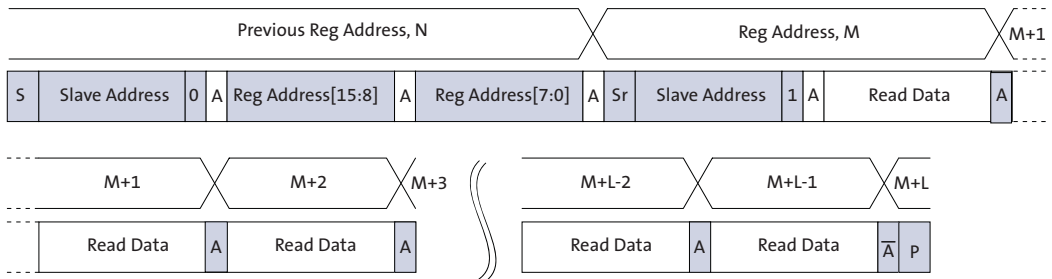 Previous Reg Address, N Reg Address, M M+1
S Slave Address 0 A Reg Address[15:8] A Reg Address[7:0] A Sr Slave Address 1 A Read Data A
M+1 M+2 M+3 M+L-2 M+L-1 M+L
Read Data A Read Data A Read Data A Read Data A̅ P